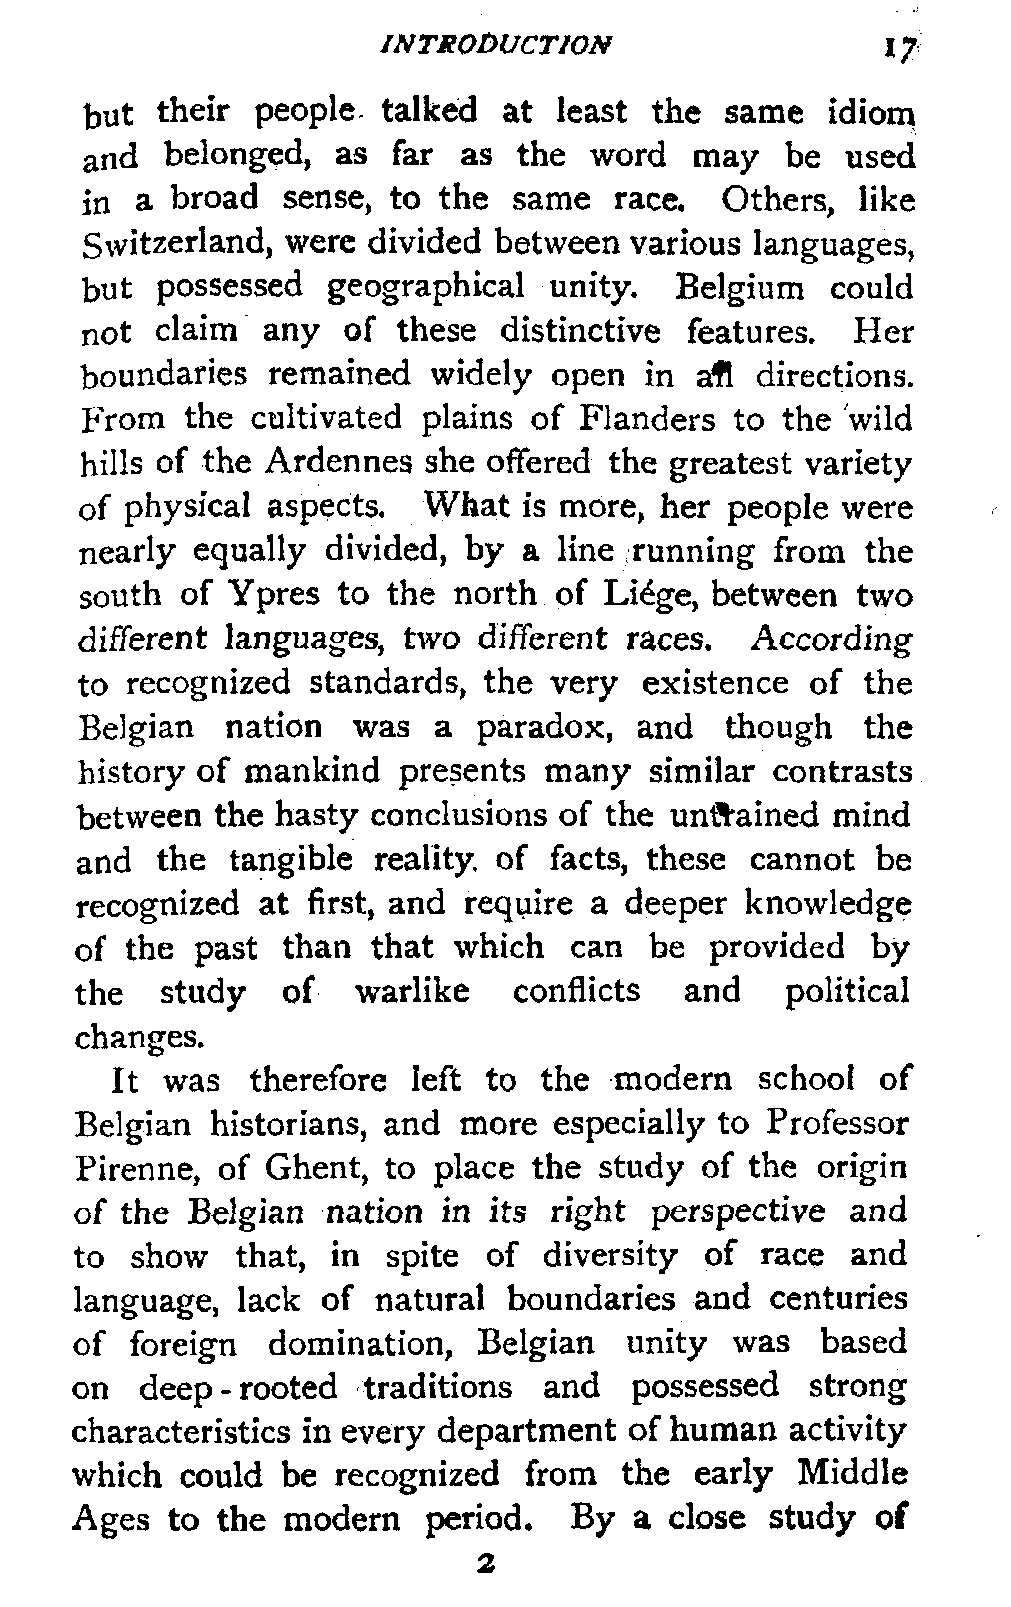 INTRODUCTION 17
but their people talked at least the same idiom
and belonged, as far as the word may be used
in a broad sense, to the same race. Others, like
Switzerland, were divided between various languages,
but possessed geographical unity. Belgium could
not claim any of these distinctive features. Her
boundaries remained widely open in all directions.
From the cultivated plains of Flanders to the wild
hills of the Ardennes she offered the greatest variety
of physical aspects. What is more, her people were
nearly equally divided, by a line running from the
south of Ypres to the north of Liége, between two
different languages, two different races. According
to recognized standards, the very existence of the
Belgian nation was a paradox, and though the
history of mankind presents many similar contrasts
between the hasty conclusions of the untrained mind
and the tangible reality of facts, these cannot be
recognized at first, and require a deeper knowledge
of the past than that which can be provided by
the study of warlike conflicts and political
changes.
It was therefore left to the modern school of
Belgian historians, and more especially to Professor
Pirenne, of Ghent, to place the study of the origin
of the Belgian nation in its right perspective and
to show that, in spite of diversity of race and
language, lack of natural boundaries and centuries
of foreign domination, Belgian unity was based
on deep-rooted traditions and possessed strong
characteristics in every department of human activity
which could be recognized from the early Middle
Ages to the modern period. By a close study of
2